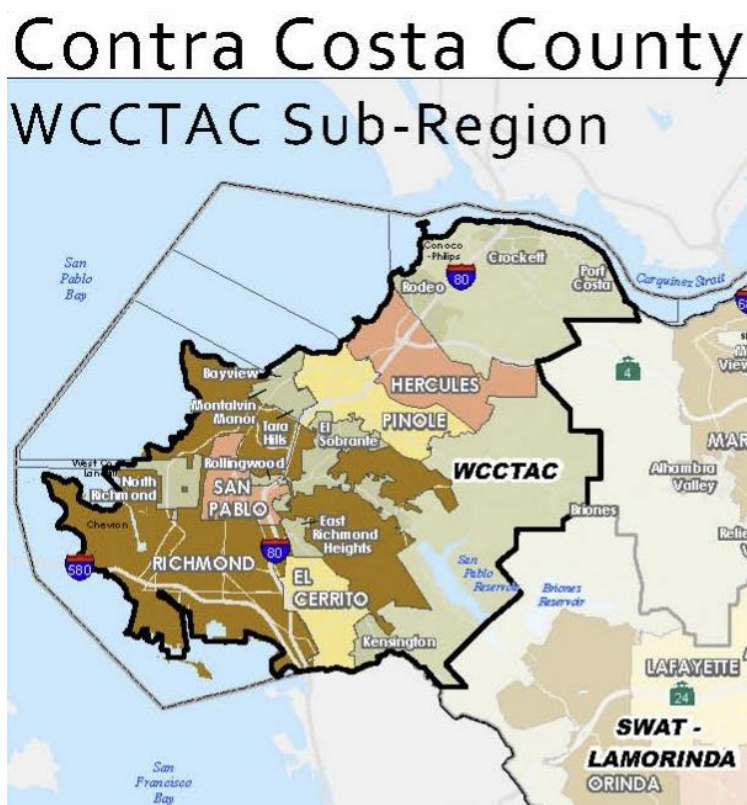 Contra Costa County
WCCTAC Sub-Region
San
Pablo
Bay
Conoco
-Philips
Crockett
Port
Costa
Carquinez Strait
80
Rodeo
4
Bayview
HERCULES
Montalvin
Manor
Tara
Hills
El
Sobrante
PINOLE
Rollingwood
WCCTAC
North
Richmond
SAN
PABLO
Alhambra
Valley
Chevron
East
Richmond
Heights
Briones
580
RICHMOND
80
San
Pablo
Reservoir
EL
CERRITO
Briones
Reservoir
Kensington
LAFAYETTE
24
SWAT -
LAMORINDA
ORINDA
San
Francisco
Bay